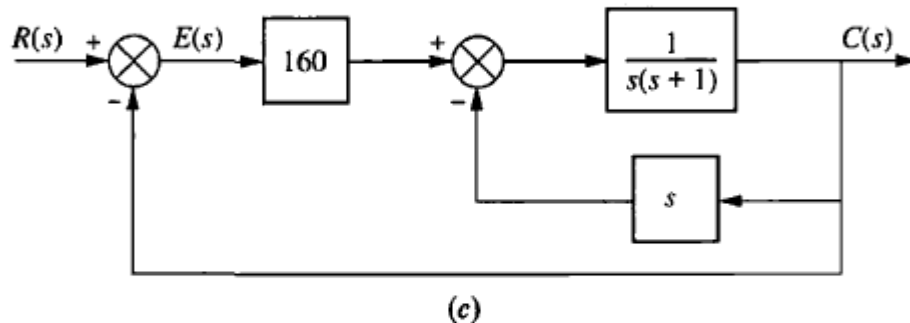 R(s) + E(s) 160 + 1 C(s)
s(s + 1)
- -
s
(c)